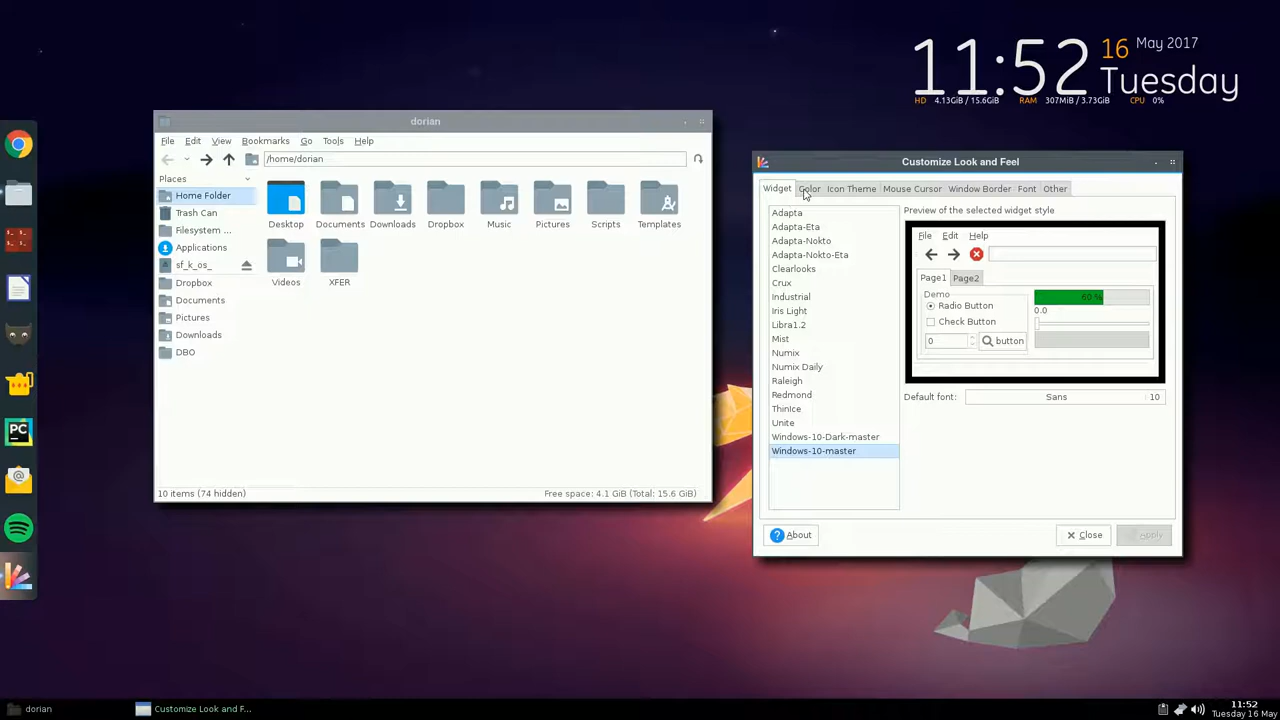 11:52 16 May 2017
Tuesday
HD 4.13GiB / 15.6GiB RAM 307MiB / 3.73GiB CPU 0%
dorian
File Edit View Bookmarks Go Tools Help
/home/dorian
Places
Home Folder
Trash Can
Filesystem ...
Applications
sf_k_os_
Dropbox
Documents
Pictures
Downloads
DBO
Desktop Documents Downloads Dropbox Music Pictures Scripts Templates
Videos XFER
10 items (74 hidden) Free space: 4.1 GiB (Total: 15.6 GiB)
Customize Look and Feel
Widget Color Icon Theme Mouse Cursor Window Border Font Other
Adapta
Adapta-Eta
Adapta-Nokto
Adapta-Nokto-Eta
Clearlooks
Crux
Industrial
Iris Light
Libra1.2
Mist
Numix
Numix Daily
Raleigh
Redmond
ThinIce
Unite
Windows-10-Dark-master
Windows-10-master
Preview of the selected widget style
File Edit Help
Page1 Page2
Demo
Radio Button
Check Button
0 button
60 %
0.0
Default font: Sans 10
About Close Apply
PC
dorian Customize Look and F...
11:52
Tuesday 16 May